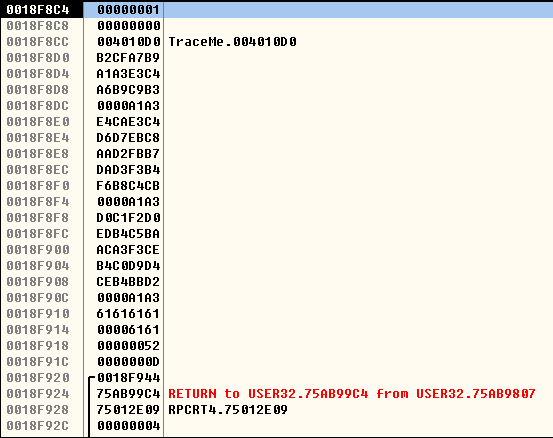 0018F8C4 00000001
0018F8C8 00000000
0018F8CC 004010D0 TraceMe.004010D0
0018F8D0 B2CFA7B9
0018F8D4 A1A3E3C4
0018F8D8 A6B9C9B3
0018F8DC 0000A1A3
0018F8E0 E4CAE3C4
0018F8E4 D6D7EBC8
0018F8E8 AAD2FBB7
0018F8EC DAD3F3B4
0018F8F0 F6B8C4CB
0018F8F4 0000A1A3
0018F8F8 D0C1F2D0
0018F8FC EDB4C5BA
0018F900 ACA3F3CE
0018F904 B4C0D9D4
0018F908 CEB4BBD2
0018F90C 0000A1A3
0018F910 61616161
0018F914 00006161
0018F918 00000052
0018F91C 0000000D
0018F920 0018F944
0018F924 75AB99C4 RETURN to USER32.75AB99C4 from USER32.75AB9807
0018F928 75012E09 RPCRT4.75012E09
0018F92C 00000004